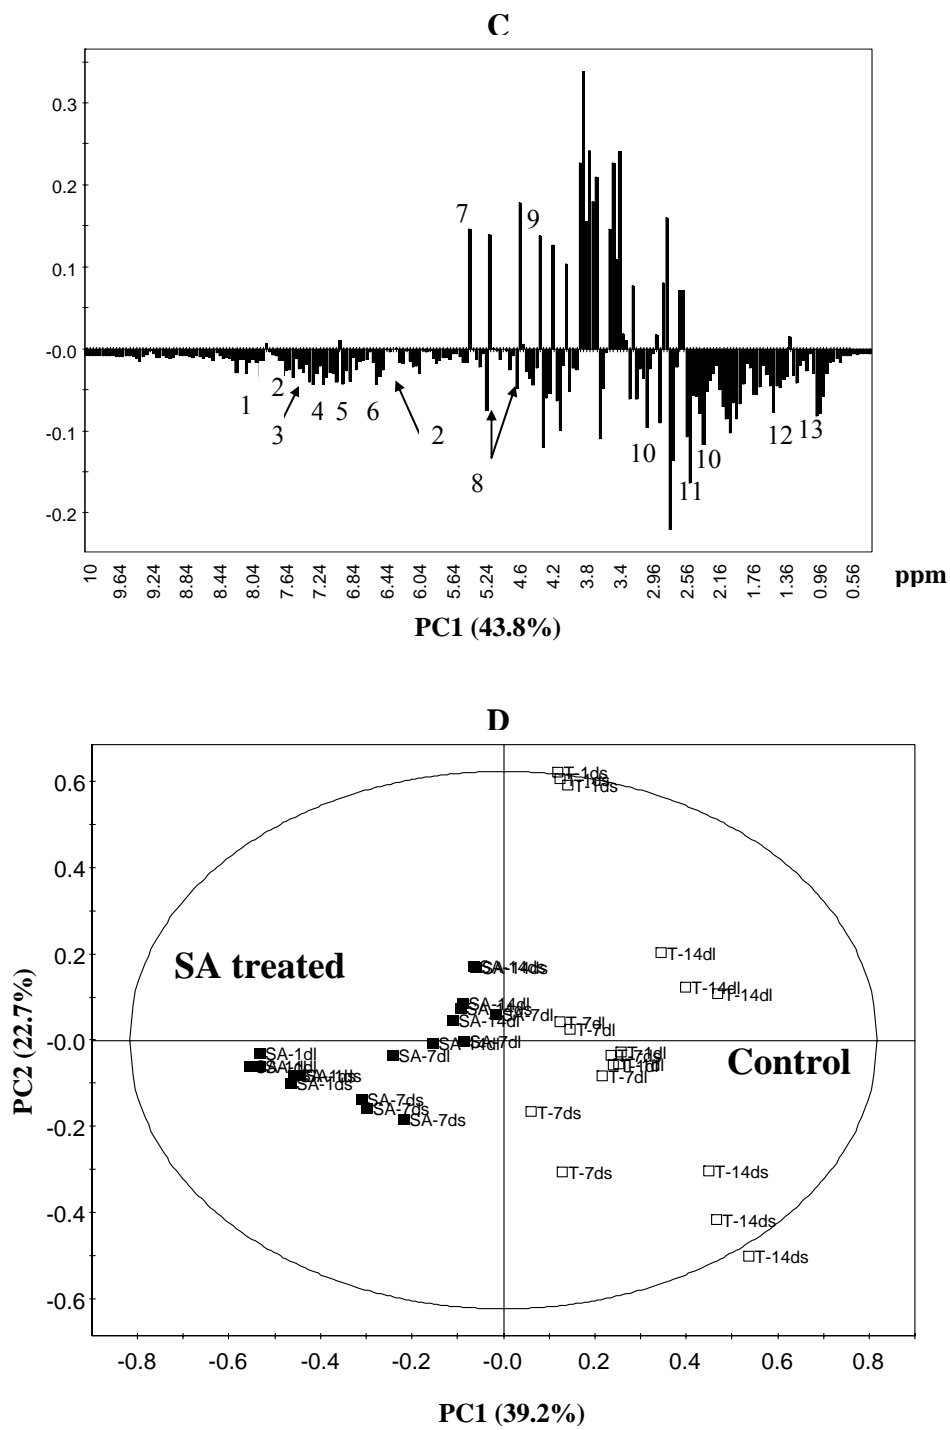 C
0.3
0.2
7 9
0.1
-0.0
1 2 3 4 5 6 2
-0.1
8 10 11 10 12 13
-0.2
10 9.64 9.24 8.84 8.44 8.04 7.64 7.24 6.84 6.44 6.04 5.64 5.24 4.6 4.2 3.8 3.4 2.96 2.56 2.16 1.76 1.36 0.96 0.56 ppm
PC1 (43.8%)
D
PC2 (22.7%)
0.6
T-1ds
T-1ds
0.4
0.2
T-14dl
SA treated
SA-14ds
T-14dl
T-14dl
SA-14dl
SA-7dl
SA-14dl
T-7dl
T-7dl
-0.0
SA-7dl
SA-1dl
SA-7dl
T-1dl
T-7ds
T-1dl
Control
SA-1ds
SA-1ds
T-7dl
SA-7ds
SA-7ds
SA-7ds
T-7ds
-0.2
T-7ds
T-14ds
-0.4
T-14ds
T-14ds
-0.6
-0.8 -0.6 -0.4 -0.2 -0.0 0.2 0.4 0.6 0.8
PC1 (39.2%)